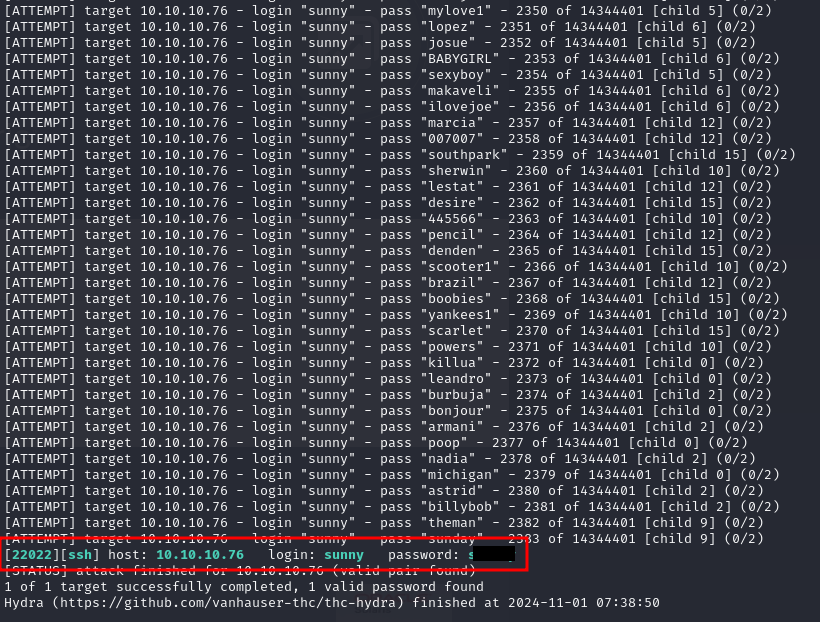 [ATTEMPT] target 10.10.10.76 - login "sunny" - pass "mylove1" - 2350 of 14344401 [child 5] (0/2)
[ATTEMPT] target 10.10.10.76 - login "sunny" - pass "lopez" - 2351 of 14344401 [child 6] (0/2)
[ATTEMPT] target 10.10.10.76 - login "sunny" - pass "josue" - 2352 of 14344401 [child 5] (0/2)
[ATTEMPT] target 10.10.10.76 - login "sunny" - pass "BABYGIRL" - 2353 of 14344401 [child 6] (0/2)
[ATTEMPT] target 10.10.10.76 - login "sunny" - pass "sexyboy" - 2354 of 14344401 [child 5] (0/2)
[ATTEMPT] target 10.10.10.76 - login "sunny" - pass "makaveli" - 2355 of 14344401 [child 6] (0/2)
[ATTEMPT] target 10.10.10.76 - login "sunny" - pass "ilovejoe" - 2356 of 14344401 [child 6] (0/2)
[ATTEMPT] target 10.10.10.76 - login "sunny" - pass "marcia" - 2357 of 14344401 [child 12] (0/2)
[ATTEMPT] target 10.10.10.76 - login "sunny" - pass "007007" - 2358 of 14344401 [child 12] (0/2)
[ATTEMPT] target 10.10.10.76 - login "sunny" - pass "southpark" - 2359 of 14344401 [child 15] (0/2)
[ATTEMPT] target 10.10.10.76 - login "sunny" - pass "sherwin" - 2360 of 14344401 [child 10] (0/2)
[ATTEMPT] target 10.10.10.76 - login "sunny" - pass "lestat" - 2361 of 14344401 [child 12] (0/2)
[ATTEMPT] target 10.10.10.76 - login "sunny" - pass "desire" - 2362 of 14344401 [child 15] (0/2)
[ATTEMPT] target 10.10.10.76 - login "sunny" - pass "445566" - 2363 of 14344401 [child 10] (0/2)
[ATTEMPT] target 10.10.10.76 - login "sunny" - pass "pencil" - 2364 of 14344401 [child 12] (0/2)
[ATTEMPT] target 10.10.10.76 - login "sunny" - pass "denden" - 2365 of 14344401 [child 15] (0/2)
[ATTEMPT] target 10.10.10.76 - login "sunny" - pass "scooter1" - 2366 of 14344401 [child 10] (0/2)
[ATTEMPT] target 10.10.10.76 - login "sunny" - pass "brazil" - 2367 of 14344401 [child 12] (0/2)
[ATTEMPT] target 10.10.10.76 - login "sunny" - pass "boobies" - 2368 of 14344401 [child 15] (0/2)
[ATTEMPT] target 10.10.10.76 - login "sunny" - pass "yankees1" - 2369 of 14344401 [child 10] (0/2)
[ATTEMPT] target 10.10.10.76 - login "sunny" - pass "scarlet" - 2370 of 14344401 [child 15] (0/2)
[ATTEMPT] target 10.10.10.76 - login "sunny" - pass "powers" - 2371 of 14344401 [child 10] (0/2)
[ATTEMPT] target 10.10.10.76 - login "sunny" - pass "killua" - 2372 of 14344401 [child 0] (0/2)
[ATTEMPT] target 10.10.10.76 - login "sunny" - pass "leandro" - 2373 of 14344401 [child 0] (0/2)
[ATTEMPT] target 10.10.10.76 - login "sunny" - pass "burbuja" - 2374 of 14344401 [child 2] (0/2)
[ATTEMPT] target 10.10.10.76 - login "sunny" - pass "bonjour" - 2375 of 14344401 [child 0] (0/2)
[ATTEMPT] target 10.10.10.76 - login "sunny" - pass "armani" - 2376 of 14344401 [child 2] (0/2)
[ATTEMPT] target 10.10.10.76 - login "sunny" - pass "poop" - 2377 of 14344401 [child 0] (0/2)
[ATTEMPT] target 10.10.10.76 - login "sunny" - pass "nadia" - 2378 of 14344401 [child 2] (0/2)
[ATTEMPT] target 10.10.10.76 - login "sunny" - pass "michigan" - 2379 of 14344401 [child 0] (0/2)
[ATTEMPT] target 10.10.10.76 - login "sunny" - pass "astrid" - 2380 of 14344401 [child 2] (0/2)
[ATTEMPT] target 10.10.10.76 - login "sunny" - pass "billybob" - 2381 of 14344401 [child 2] (0/2)
[ATTEMPT] target 10.10.10.76 - login "sunny" - pass "theman" - 2382 of 14344401 [child 9] (0/2)
[ATTEMPT] target 10.10.10.76 - login "sunny" - pass "sunday" - 2383 of 14344401 [child 9] (0/2)
[22022][ssh] host: 10.10.10.76 login: sunny password: s
[STATUS] attack finished for 10.10.10.76 (valid pair found)
1 of 1 target successfully completed, 1 valid password found
Hydra (https://github.com/vanhauser-thc/thc-hydra) finished at 2024-11-01 07:38:50